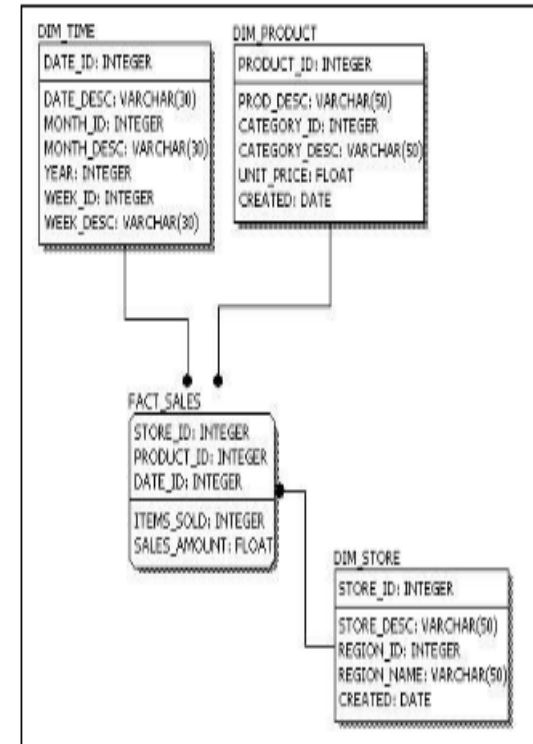 DIM_TIME
DATE_ID: INTEGER
DATE_DESC: VARCHAR(30)
MONTH_ID: INTEGER
MONTH_DESC: VARCHAR(30)
YEAR: INTEGER
WEEK_ID: INTEGER
WEEK_DESC: VARCHAR(30)
DIM_PRODUCT
PRODUCT_ID: INTEGER
PROD_DESC: VARCHAR(50)
CATEGORY_ID: INTEGER
CATEGORY_DESC: VARCHAR(50)
UNIT_PRICE: FLOAT
CREATED: DATE
FACT_SALES
STORE_ID: INTEGER
PRODUCT_ID: INTEGER
DATE_ID: INTEGER
ITEMS_SOLD: INTEGER
SALES_AMOUNT: FLOAT
DIM_STORE
STORE_ID: INTEGER
STORE_DESC: VARCHAR(50)
REGION_ID: INTEGER
REGION_NAME: VARCHAR(50)
CREATED: DATE